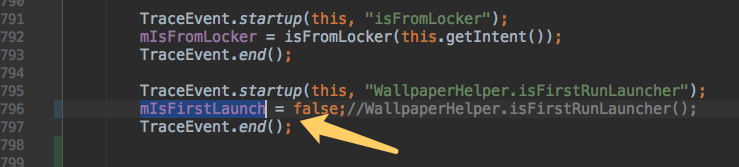 790
791 TraceEvent.startup(this, "isFromLocker");
792 mIsFromLocker = isFromLocker(this.getIntent());
793 TraceEvent.end();
794
795 TraceEvent.startup(this, "WallpaperHelper.isFirstRunLauncher");
796 mIsFirstLaunch = false;//WallpaperHelper.isFirstRunLauncher();
797 TraceEvent.end();
798
799